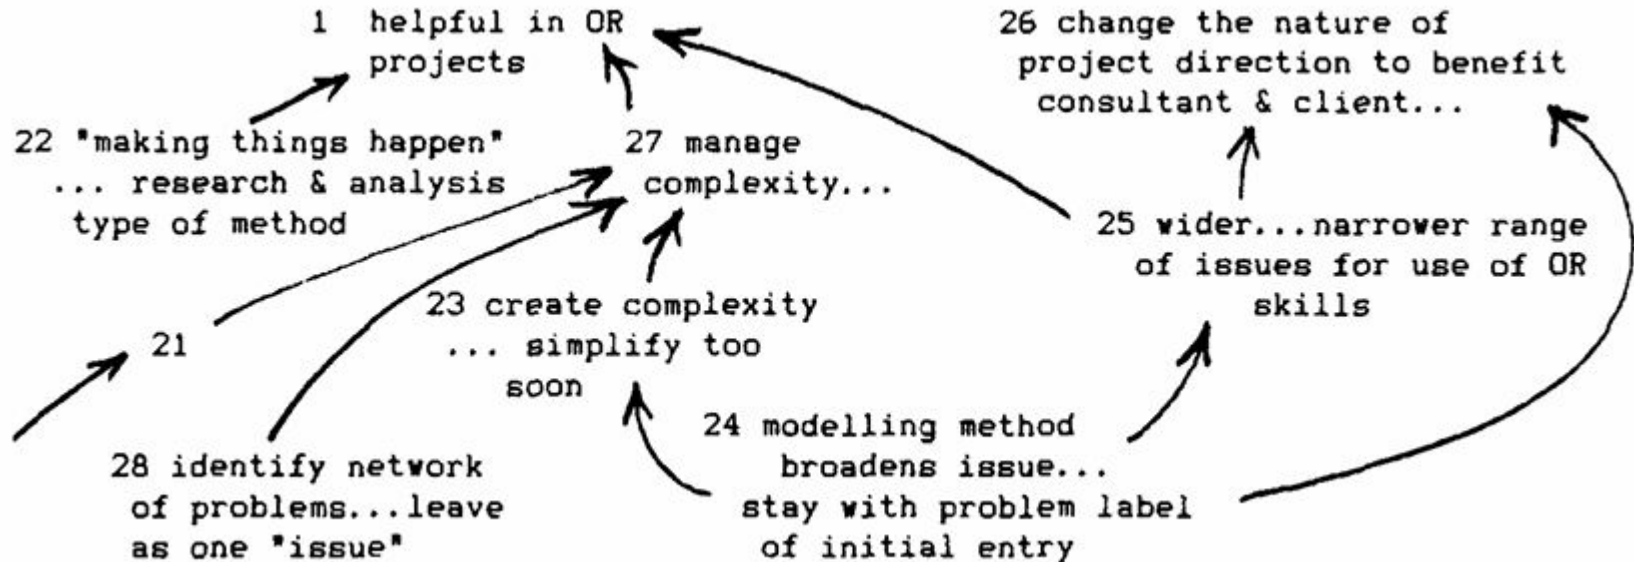 1 helpful in OR
projects
26 change the nature of
project direction to benefit
consultant & client...
22 "making things happen"
... research & analysis
type of method
27 manage
complexity...
25 wider...narrower range
of issues for use of OR
skills
21
23 create complexity
... simplify too
soon
24 modelling method
broadens issue...
stay with problem label
of initial entry
28 identify network
of problems...leave
as one "issue"